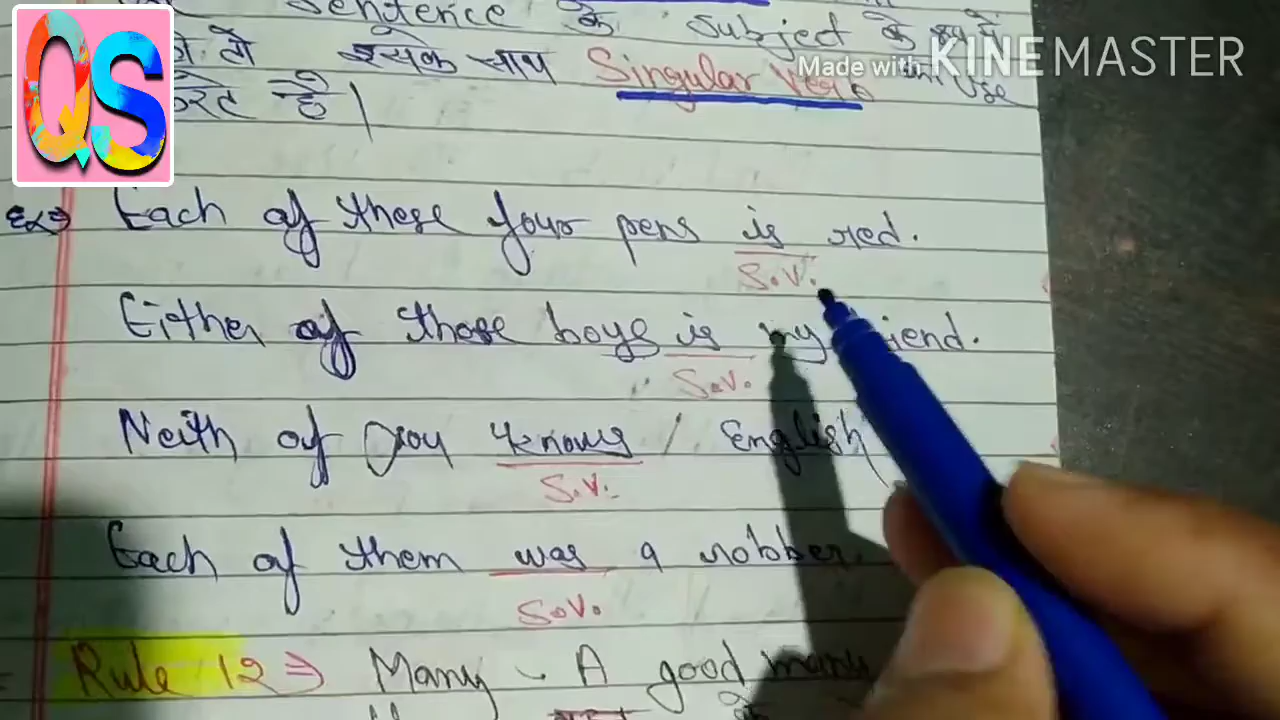 Sentence के Subject के रूप में
हो तो इसके साथ Singular Verb का Use
करते हैं।
QS
Made with KINEMASTER
Ex⇒ Each of these four pens is red.
S.V.
Either of those boys is my friend.
S.V.
Neith of you knows / English
S.V.
Each of them was a robber.
S.V.
Rule 12 ⇒ Many - A good many